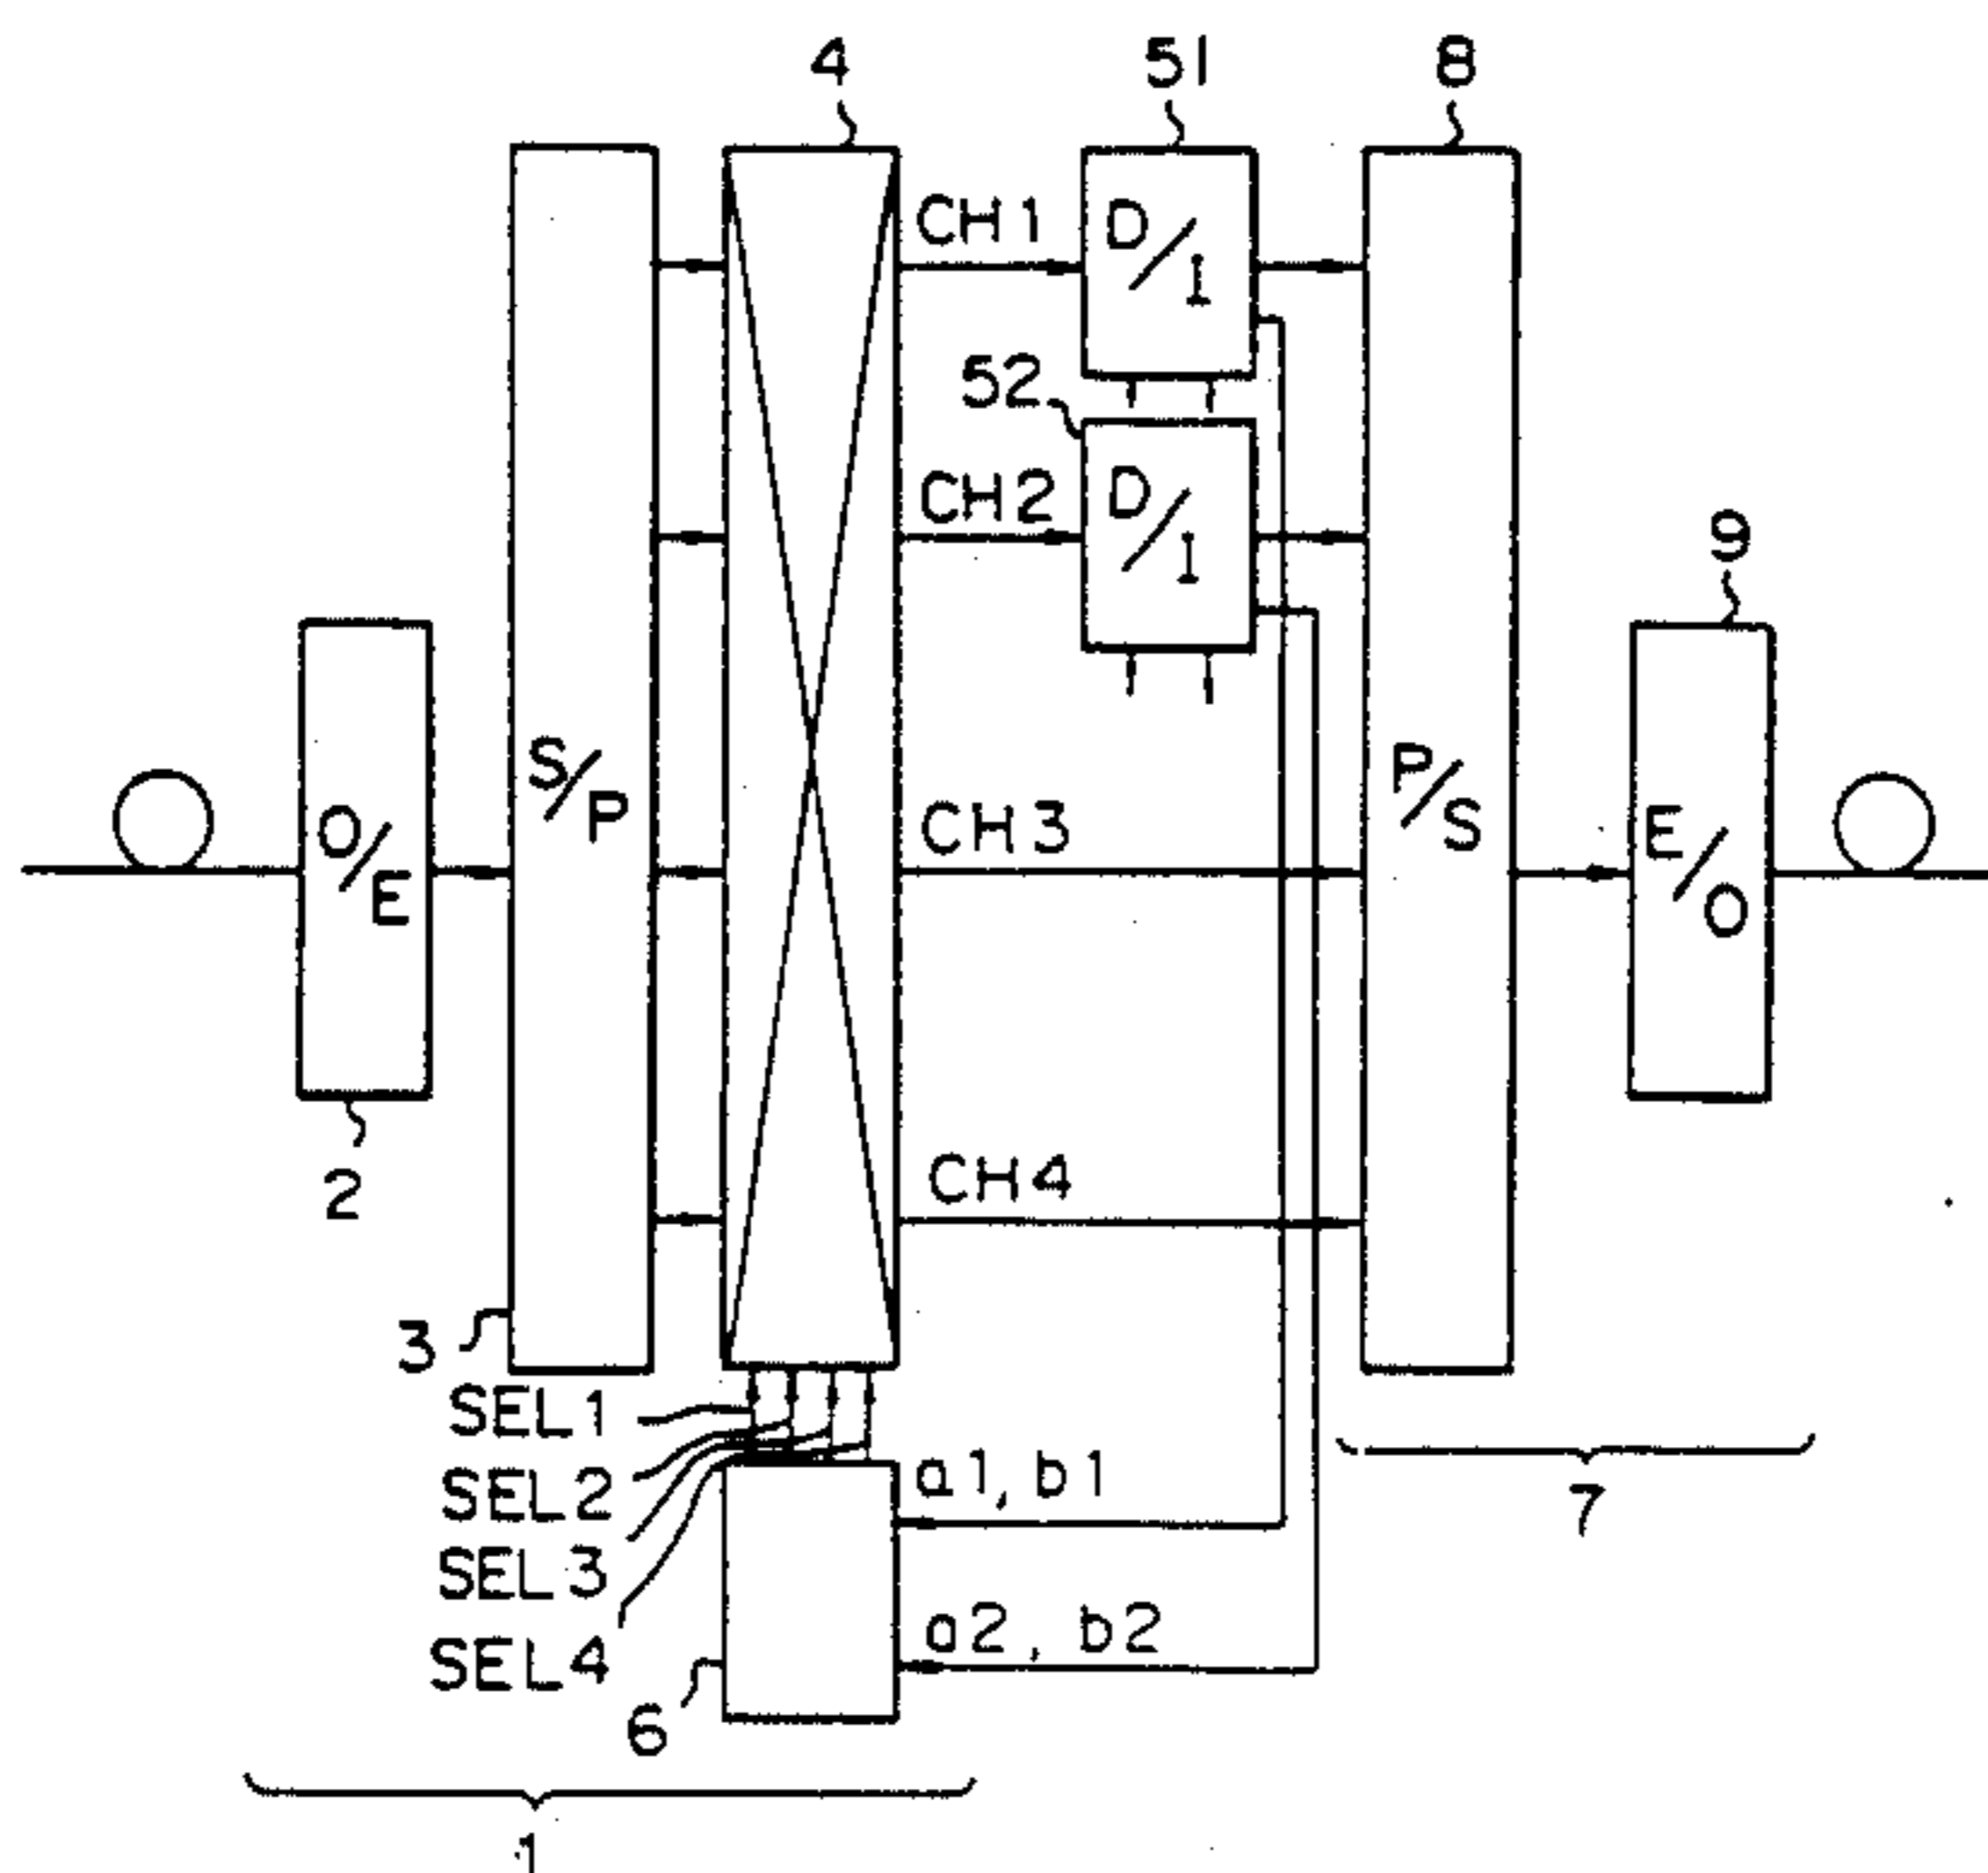 4
51
8
CH1
D/I
52
CH2
D/I
9
S/P
P/S
O/E
CH3
E/O
2
CH4
3
SEL1
SEL2
SEL3
SEL4
a1, b1
a2, b2
7
6
1